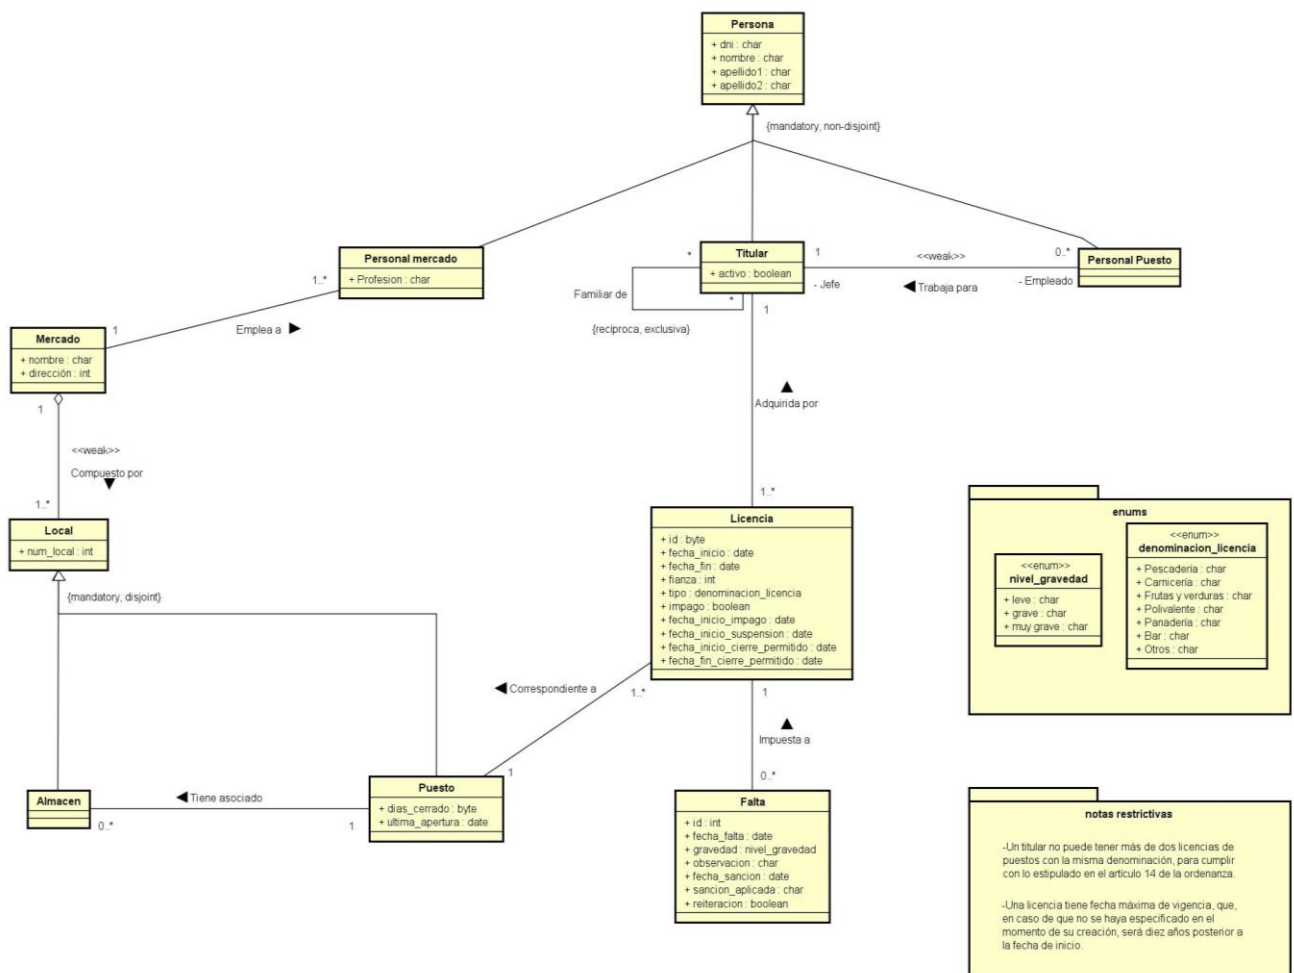 Persona
+ dni : char
+ nombre : char
+ apellido1 : char
+ apellido2 : char
{mandatory, non-disjoint}
Personal mercado
+ Profesion : char
1..*
Titular
+ activo : boolean
*
*
Familiar de
{recíproca, exclusiva}
1
- Jefe
1
<<weak>>
Trabaja para
0..*
- Empleado
Personal Puesto
Mercado
+ nombre : char
+ dirección : int
1
Emplea a
1
<<weak>>
Compuesto por
1..*
Adquirida por
1..*
Local
+ num_local : int
{mandatory, disjoint}
Licencia
+ id : byte
+ fecha_inicio : date
+ fecha_fin : date
+ fianza : int
+ tipo : denominacion_licencia
+ impago : boolean
+ fecha_inicio_impago : date
+ fecha_inicio_suspension : date
+ fecha_inicio_cierre_permitido : date
+ fecha_fin_cierre_permitido : date
enums
<<enum>>
nivel_gravedad
+ leve : char
+ grave : char
+ muy grave : char
<<enum>>
denominacion_licencia
+ Pescadería : char
+ Carnicería : char
+ Frutas y verduras : char
+ Polivalente : char
+ Panadería : char
+ Bar : char
+ Otros : char
Correspondiente a
1..*
1
1
Impuesta a
0..*
Almacen
0..*
Tiene asociado
1
Puesto
+ dias_cerrado : byte
+ ultima_apertura : date
Falta
+ id : int
+ fecha_falta : date
+ gravedad : nivel_gravedad
+ observacion : char
+ fecha_sancion : date
+ sancion_aplicada : char
+ reiteracion : boolean
notas restrictivas
-Un titular no puede tener más de dos licencias de
puestos con la misma denominación, para cumplir
con lo estipulado en el artículo 14 de la ordenanza.
-Una licencia tiene fecha máxima de vigencia, que,
en caso de que no se haya especificado en el
momento de su creación, será diez años posterior a
la fecha de inicio.